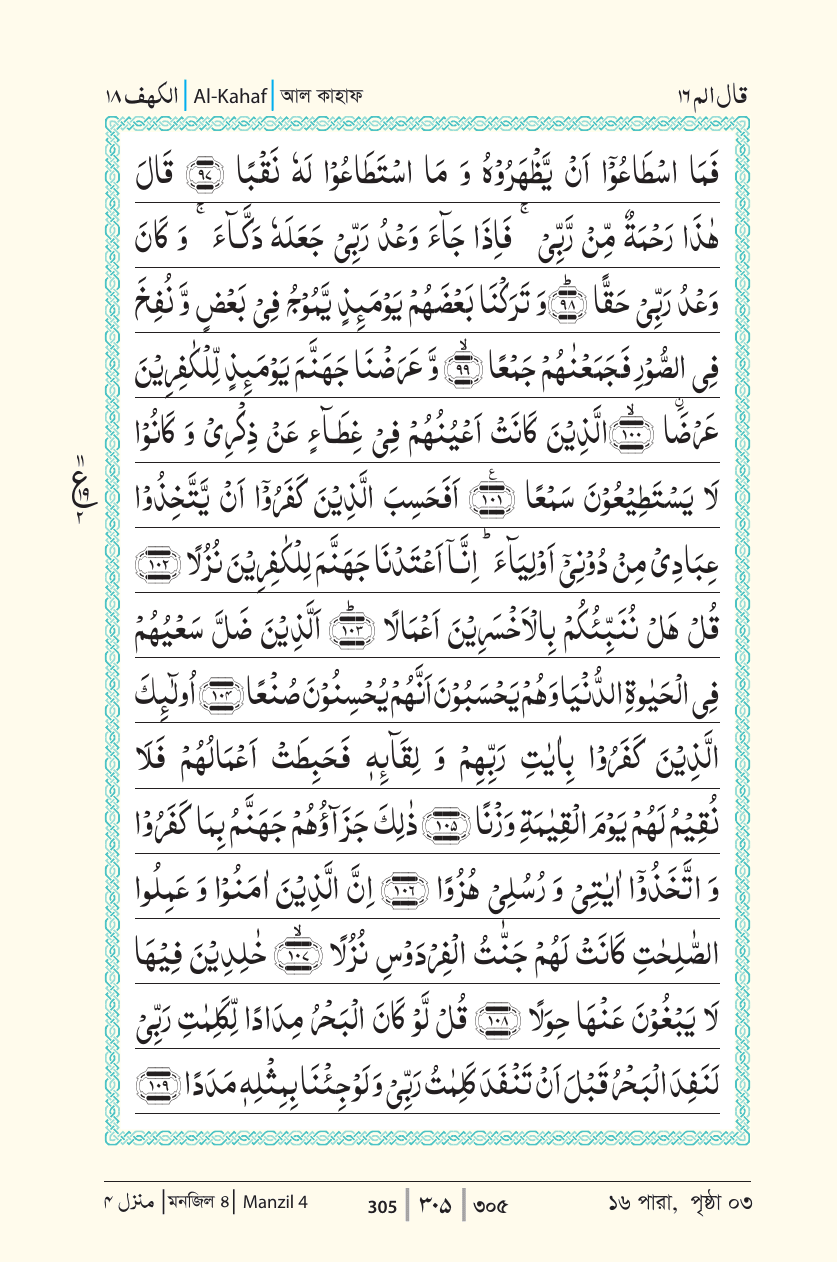 الكهف ١٨ | Al-Kahaf | আল কাহাফ
قال الم ١٦
فَمَا اسْطَاعُوْۤا اَنْ يَّظْهَرُوْهُ وَ مَا اسْتَطَاعُوْا لَهٗ نَقْبًا ﴿٩٧﴾ قَالَ
هٰذَا رَحْمَةٌ مِّنْ رَّبِّیْ ۚ فَاِذَا جَآءَ وَعْدُ رَبِّیْ جَعَلَهٗ دَكَّآءَ ۚ وَ كَانَ
وَعْدُ رَبِّیْ حَقًّا ﴿٩٨﴾ؕ وَ تَرَكْنَا بَعْضَهُمْ يَوْمَىِٕذٍ يَّمُوْجُ فِیْ بَعْضٍ وَّ نُفِخَ
فِی الصُّوْرِ فَجَمَعْنٰهُمْ جَمْعًا ﴿٩٩﴾ۙ وَّ عَرَضْنَا جَهَنَّمَ يَوْمَىِٕذٍ لِّلْكٰفِرِيْنَ
عَرْضَا ۟ۙ ﴿١٠٠﴾ الَّذِيْنَ كَانَتْ اَعْيُنُهُمْ فِیْ غِطَآءٍ عَنْ ذِكْرِیْ وَ كَانُوْا
لَا يَسْتَطِيْعُوْنَ سَمْعًا ﴿١٠١﴾ؑ اَفَحَسِبَ الَّذِيْنَ كَفَرُوْۤا اَنْ يَّتَّخِذُوْا
١١ ع ١٩ ٢
عِبَادِیْ مِنْ دُوْنِیْۤ اَوْلِيَآءَ ؕ اِنَّاۤ اَعْتَدْنَا جَهَنَّمَ لِلْكٰفِرِيْنَ نُزُلًا ﴿١٠٢﴾
قُلْ هَلْ نُنَبِّئُكُمْ بِالْاَخْسَرِيْنَ اَعْمَالًا ﴿١٠٣﴾ؕ اَلَّذِيْنَ ضَلَّ سَعْيُهُمْ
فِی الْحَيٰوةِ الدُّنْيَا وَهُمْ يَحْسَبُوْنَ اَنَّهُمْ يُحْسِنُوْنَ صُنْعًا ﴿١٠٤﴾ اُولٰٓىِٕكَ
الَّذِيْنَ كَفَرُوْا بِاٰيٰتِ رَبِّهِمْ وَ لِقَآىِٕهٖ فَحَبِطَتْ اَعْمَالُهُمْ فَلَا
نُقِيْمُ لَهُمْ يَوْمَ الْقِيٰمَةِ وَزْنًا ﴿١٠٥﴾ ذٰلِكَ جَزَآؤُهُمْ جَهَنَّمُ بِمَا كَفَرُوْا
وَ اتَّخَذُوْۤا اٰيٰتِیْ وَ رُسُلِیْ هُزُوًا ﴿١٠٦﴾ اِنَّ الَّذِيْنَ اٰمَنُوْا وَ عَمِلُوا
الصّٰلِحٰتِ كَانَتْ لَهُمْ جَنّٰتُ الْفِرْدَوْسِ نُزُلًا ﴿١٠٧﴾ۙ خٰلِدِيْنَ فِيْهَا
لَا يَبْغُوْنَ عَنْهَا حِوَلًا ﴿١٠٨﴾ قُلْ لَّوْ كَانَ الْبَحْرُ مِدَادًا لِّكَلِمٰتِ رَبِّیْ
لَنَفِدَ الْبَحْرُ قَبْلَ اَنْ تَنْفَدَ كَلِمٰتُ رَبِّیْ وَلَوْ جِئْنَا بِمِثْلِهٖ مَدَدًا ﴿١٠٩﴾
منزل ۴ | মনজিল ৪ | Manzil 4
305 | ٣٠٥ | ৩০৫
১৬ পারা, পৃষ্ঠা ০৩